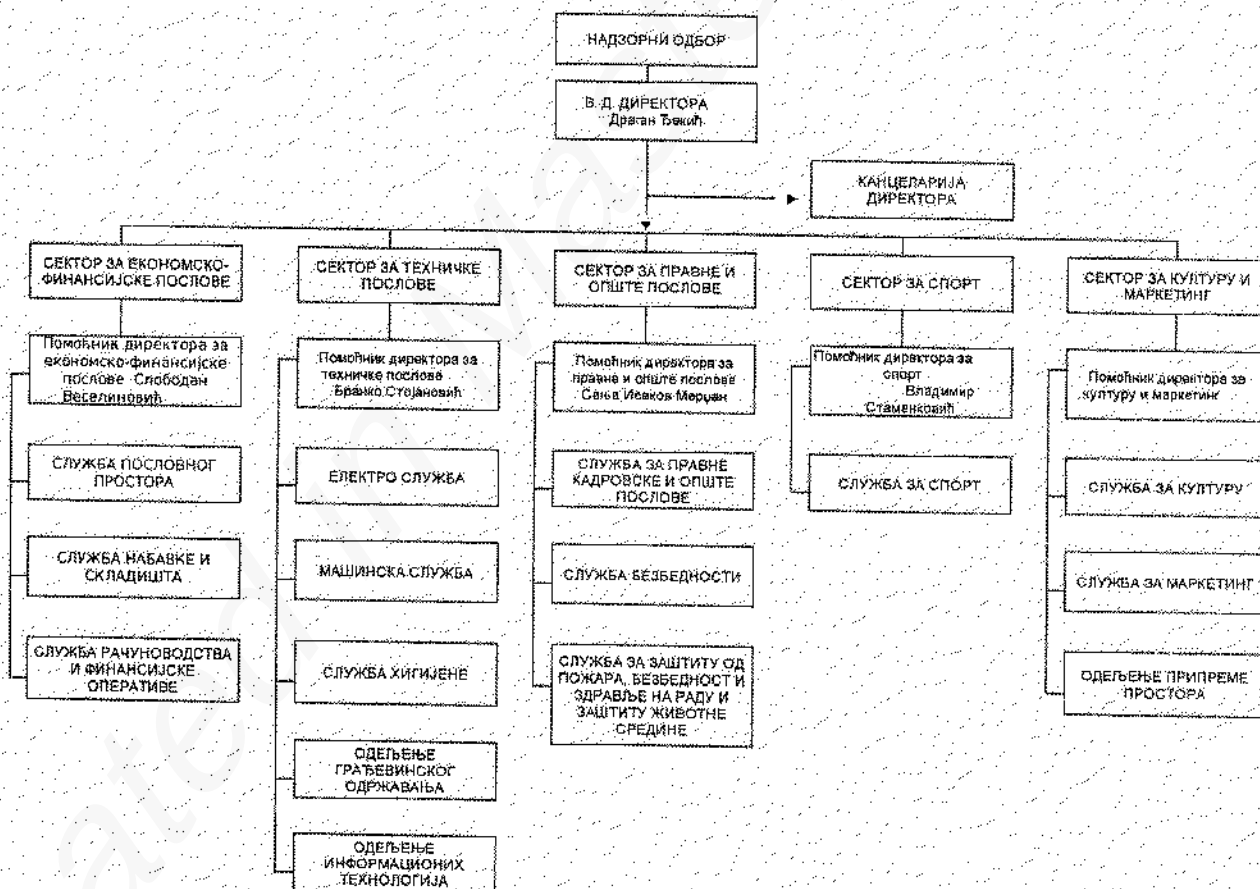 НАДЗОРНИ ОДБОР
В. Д. ДИРЕКТОРА
Драган Ђекић
КАНЦЕЛАРИЈА
ДИРЕКТОРА
СЕКТОР ЗА ЕКОНОМСКО-
ФИНАНСИЈСКЕ ПОСЛОВЕ
Помоћник директора за
економско-финансијске
послове Слободан
Веселиновић
СЛУЖБА ПОСЛОВНОГ
ПРОСТОРА
СЛУЖБА НАБАВКЕ И
СКЛАДИШТА
СЛУЖБА РАЧУНОВОДСТВА
И ФИНАНСИЈСКЕ
ОПЕРАТИВЕ
СЕКТОР ЗА ТЕХНИЧКЕ
ПОСЛОВЕ
Помоћник директора за
техничке послове
Бранко Стојановић
ЕЛЕКТРО СЛУЖБА
МАШИНСКА СЛУЖБА
СЛУЖБА ХИГИЈЕНЕ
ОДЕЉЕЊЕ
ГРАЂЕВИНСКОГ
ОДРЖАВАЊА
ОДЕЉЕЊЕ
ИНФОРМАЦИОНИХ
ТЕХНОЛОГИЈА
СЕКТОР ЗА ПРАВНЕ И
ОПШТЕ ПОСЛОВЕ
Помоћник директора за
правне и опште послове
Сања Исаков Мерџан
СЛУЖБА ЗА ПРАВНЕ
КАДРОВСКЕ И ОПШТЕ
ПОСЛОВЕ
СЛУЖБА БЕЗБЕДНОСТИ
СЛУЖБА ЗА ЗАШТИТУ ОД
ПОЖАРА, БЕЗБЕДНОСТ И
ЗДРАВЉЕ НА РАДУ И
ЗАШТИТУ ЖИВОТНЕ
СРЕДИНЕ
СЕКТОР ЗА СПОРТ
Помоћник директора за
спорт
Владимир
Стаменковић
СЛУЖБА ЗА СПОРТ
СЕКТОР ЗА КУЛТУРУ И
МАРКЕТИНГ
Помоћник директора за
културу и маркетинг
СЛУЖБА ЗА КУЛТУРУ
СЛУЖБА ЗА МАРКЕТИНГ
ОДЕЉЕЊЕ ПРИПРЕМЕ
ПРОСТОРА